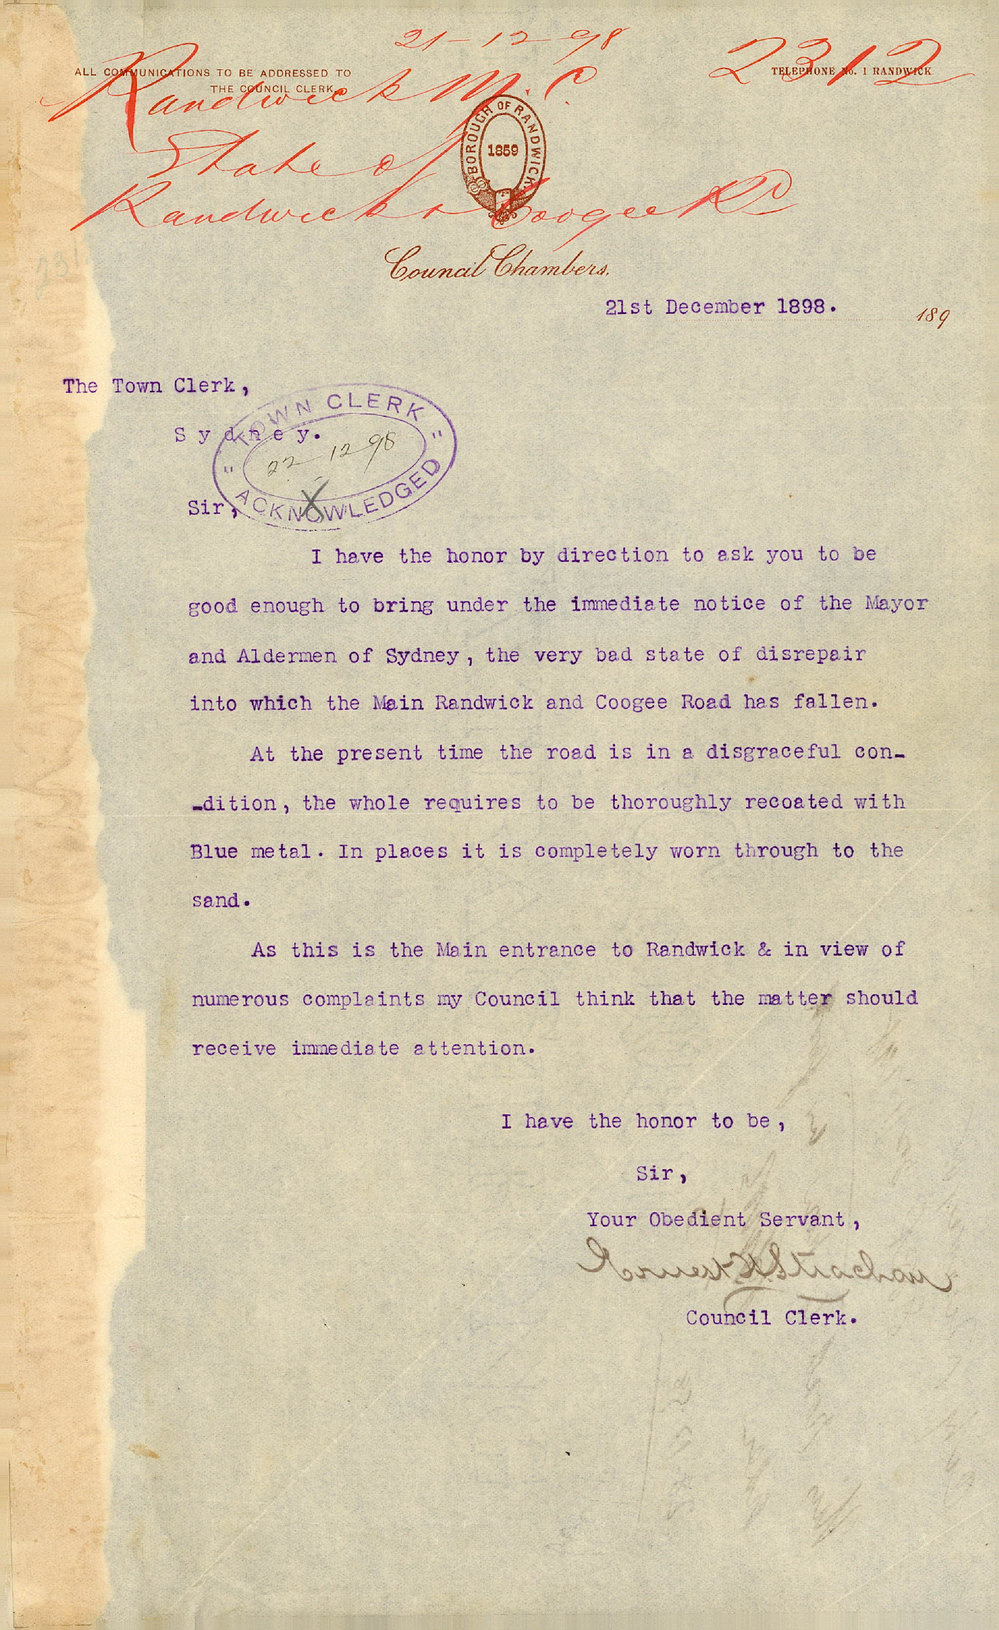 21-12-98
2312
ALL COMMUNICATIONS TO BE ADDRESSED TO
THE COUNCIL CLERK.
TELEPHONE No. 1 RANDWICK
Randwick M.C.
State of
Randwick & Coogee Rd
BOROUGH OF RANDWICK.
1859
Council Chambers.
21st December 1898.
189
The Town Clerk,
Sydney.
TOWN CLERK
22-12-98
ACKNOWLEDGED
X
Sir,
I have the honor by direction to ask you to be
good enough to bring under the immediate notice of the Mayor
and Aldermen of Sydney, the very bad state of disrepair
into which the Main Randwick and Coogee Road has fallen.
At the present time the road is in a disgraceful con-
-dition, the whole requires to be thoroughly recoated with
Blue metal. In places it is completely worn through to the
sand.
As this is the Main entrance to Randwick & in view of
numerous complaints my Council think that the matter should
receive immediate attention.
I have the honor to be,
Sir,
Your Obedient Servant,
Strachan
Council Clerk.